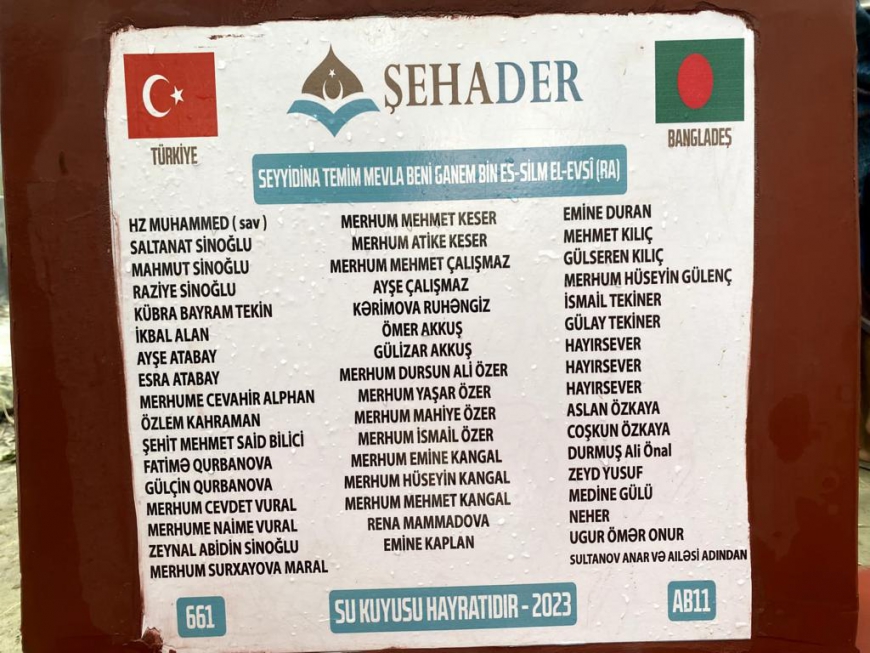 ŞEHADER
TÜRKİYE
BANGLADEŞ
SEYYİDİNA TEMIM MEVLA BENİ GANEM BİN ES-SİLM EL-EVSÎ (RA)
HZ MUHAMMED ( sav )
SALTANAT SİNOĞLU
MAHMUT SİNOĞLU
RAZİYE SİNOĞLU
KÜBRA BAYRAM TEKİN
İKBAL ALAN
AYŞE ATABAY
ESRA ATABAY
MERHUME CEVAHİR ALPHAN
ÖZLEM KAHRAMAN
ŞEHİT MEHMET SAİD BİLİCİ
FATİMƏ QURBANOVA
GÜLÇİN QURBANOVA
MERHUM CEVDET VURAL
MERHUME NAİME VURAL
ZEYNAL ABİDİN SİNOĞLU
MERHUM SURXAYOVA MARAL
MERHUM MEHMET KESER
MERHUM ATİKE KESER
MERHUM MEHMET ÇALIŞMAZ
AYŞE ÇALIŞMAZ
KƏRİMOVA RUHƏNGİZ
ÖMER AKKUŞ
GÜLİZAR AKKUŞ
MERHUM DURSUN ALİ ÖZER
MERHUM YAŞAR ÖZER
MERHUM MAHİYE ÖZER
MERHUM İSMAİL ÖZER
MERHUM EMİNE KANGAL
MERHUM HÜSEYİN KANGAL
MERHUM MEHMET KANGAL
RENA MAMMADOVA
EMİNE KAPLAN
EMİNE DURAN
MEHMET KILIÇ
GÜLSEREN KILIÇ
MERHUM HÜSEYİN GÜLENÇ
İSMAİL TEKİNER
GÜLAY TEKİNER
HAYIRSEVER
HAYIRSEVER
HAYIRSEVER
ASLAN ÖZKAYA
COŞKUN ÖZKAYA
DURMUŞ Ali Önal
ZEYD YUSUF
MEDİNE GÜLÜ
NEHER
UGUR ÖMƏR ONUR
SULTANOV ANAR VƏ AİLƏSİ ADINDAN
661
SU KUYUSU HAYRATIDIR - 2023
AB11